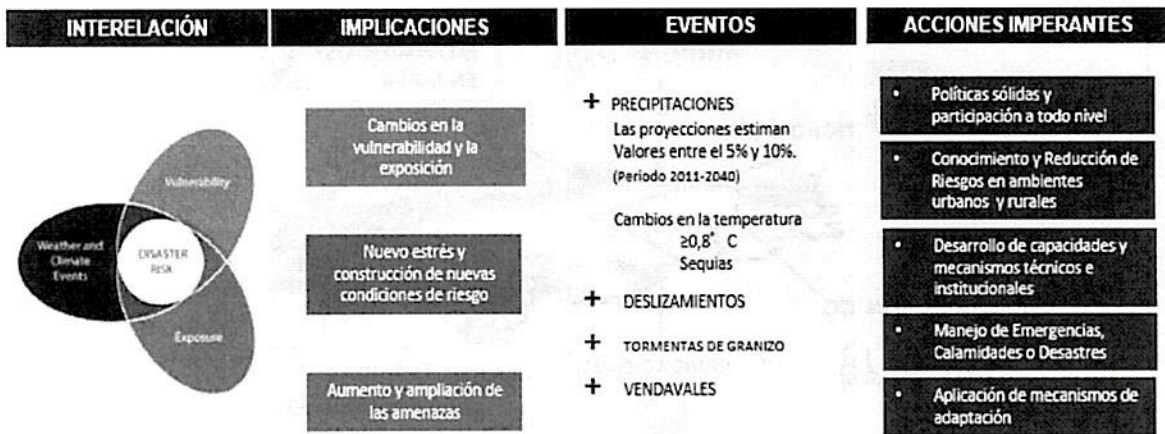 INTERELACIÓN
IMPLICACIONES
EVENTOS
ACCIONES IMPERANTES
Vulnerability
Weather and
Climate
Events
DISASTER
RISK
Exposure
Cambios en la
vulnerabilidad y la
exposición
Nuevo estrés y
construcción de nuevas
condiciones de riesgo
Aumento y ampliación de
las amenazas
+ PRECIPITACIONES
Las proyecciones estiman
Valores entre el 5% y 10%.
(Periodo 2011-2040)
Cambios en la temperatura
≥0,8° C
Sequias
+ DESLIZAMIENTOS
+ TORMENTAS DE GRANIZO
+ VENDAVALES
• Políticas sólidas y
participación a todo nivel
• Conocimiento y Reducción de
Riesgos en ambientes
urbanos y rurales
• Desarrollo de capacidades y
mecanismos técnicos e
institucionales
• Manejo de Emergencias,
Calamidades o Desastres
• Aplicación de mecanismos de
adaptación